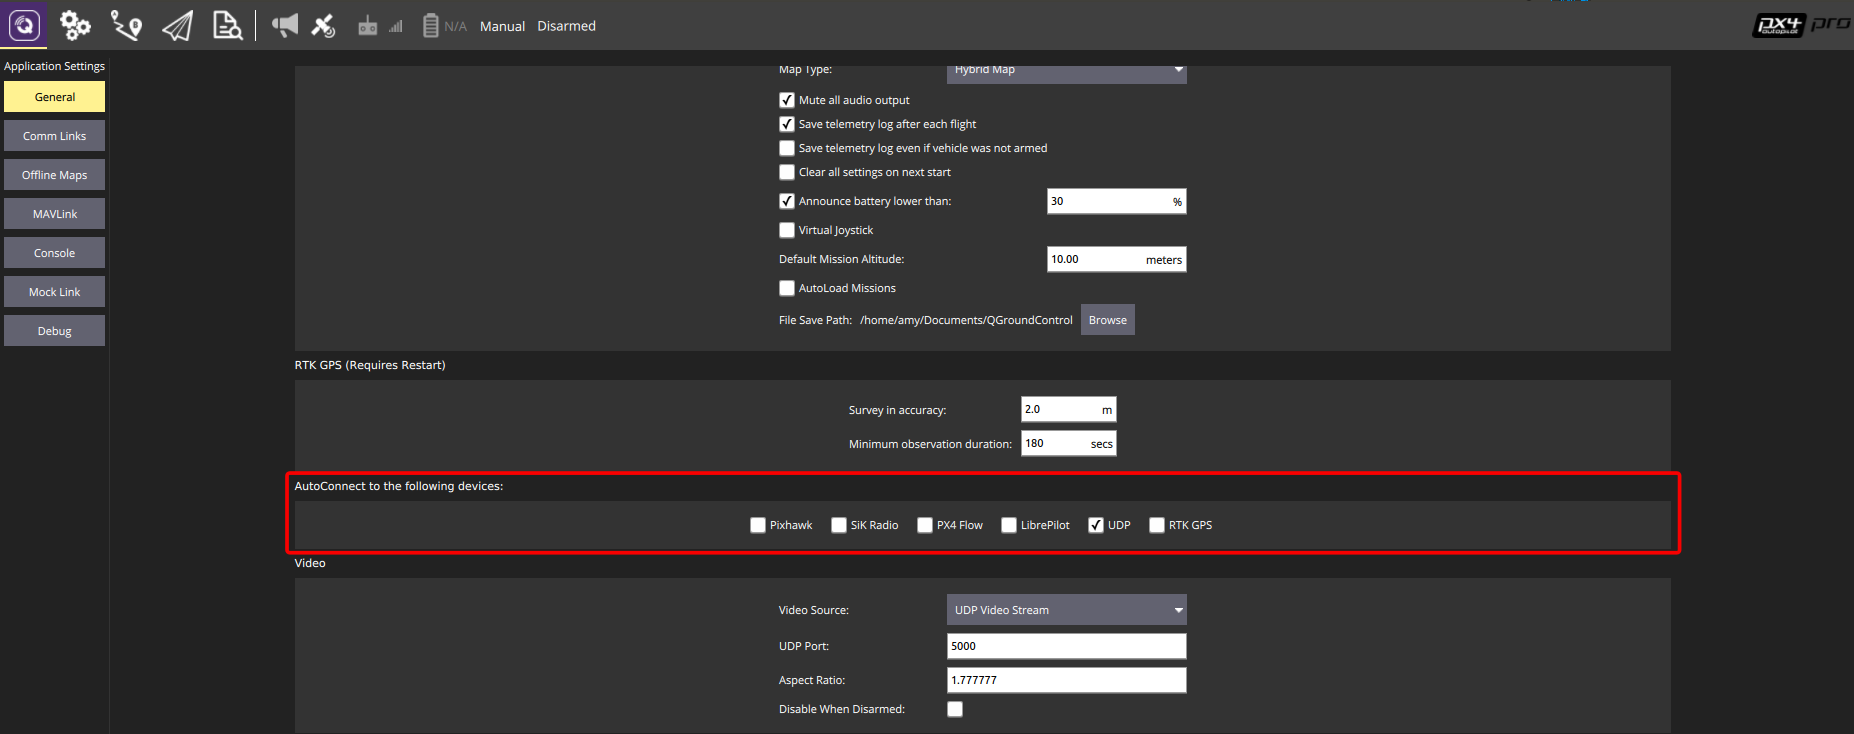 N/A Manual Disarmed
px4 pro
autopilot
Application Settings
General
Comm Links
Offline Maps
MAVLink
Console
Mock Link
Debug
Map Type: Hybrid Map
Mute all audio output
Save telemetry log after each flight
Save telemetry log even if vehicle was not armed
Clear all settings on next start
Announce battery lower than: 30 %
Virtual Joystick
Default Mission Altitude: 10.00 meters
AutoLoad Missions
File Save Path: /home/amy/Documents/QGroundControl Browse
RTK GPS (Requires Restart)
Survey in accuracy: 2.0 m
Minimum observation duration: 180 secs
AutoConnect to the following devices:
Pixhawk SiK Radio PX4 Flow LibrePilot UDP RTK GPS
Video
Video Source: UDP Video Stream
UDP Port: 5000
Aspect Ratio: 1.777777
Disable When Disarmed: